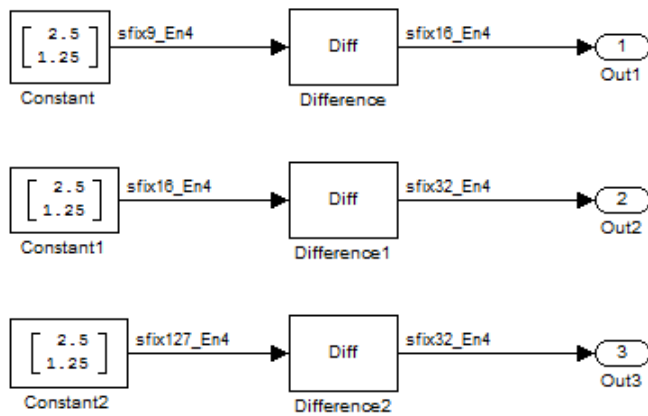 2.5
1.25
Constant
sfix9_En4
Diff
Difference
sfix16_En4
1
Out1
2.5
1.25
Constant1
sfix16_En4
Diff
Difference1
sfix32_En4
2
Out2
2.5
1.25
Constant2
sfix127_En4
Diff
Difference2
sfix32_En4
3
Out3